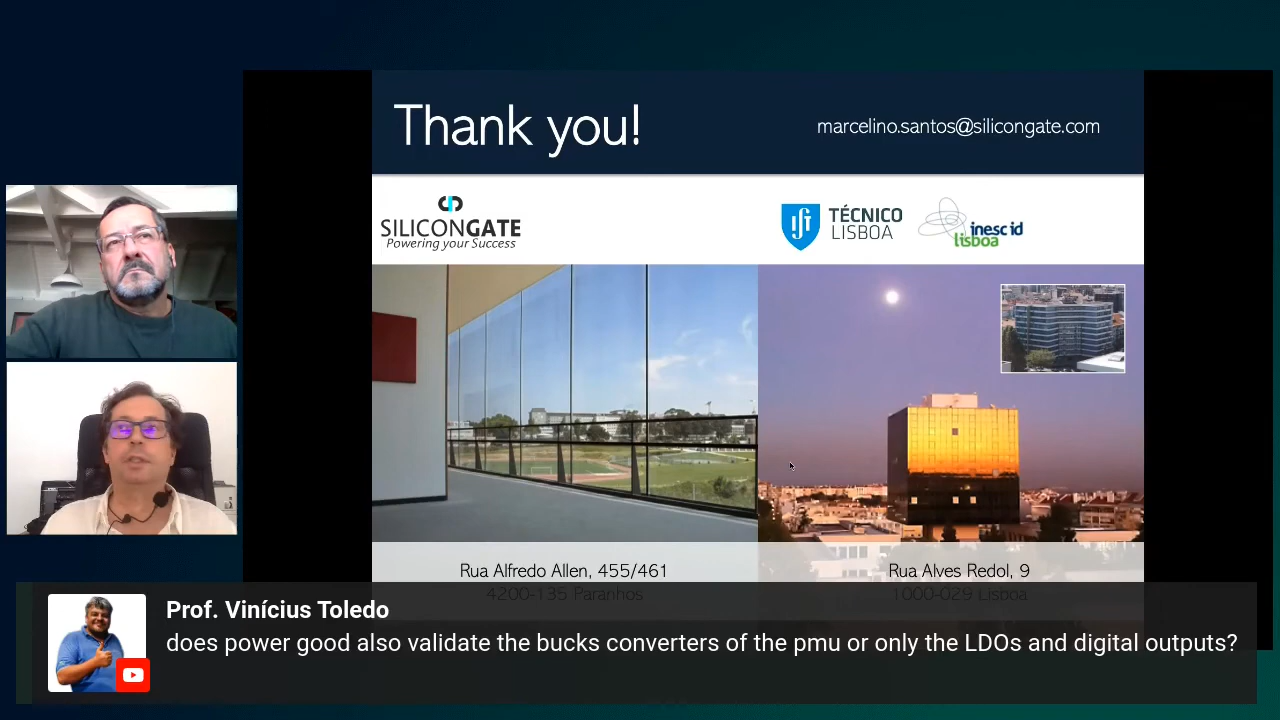 Thank you!
marcelino.santos@silicongate.com
SILICONGATE
Powering your Success
TÉCNICO
LISBOA
inesc id
lisboa
Rua Alfredo Allen, 455/461
4200-135 Paranhos
Rua Alves Redol, 9
1000-029 Lisboa
Prof. Vinícius Toledo
does power good also validate the bucks converters of the pmu or only the LDOs and digital outputs?